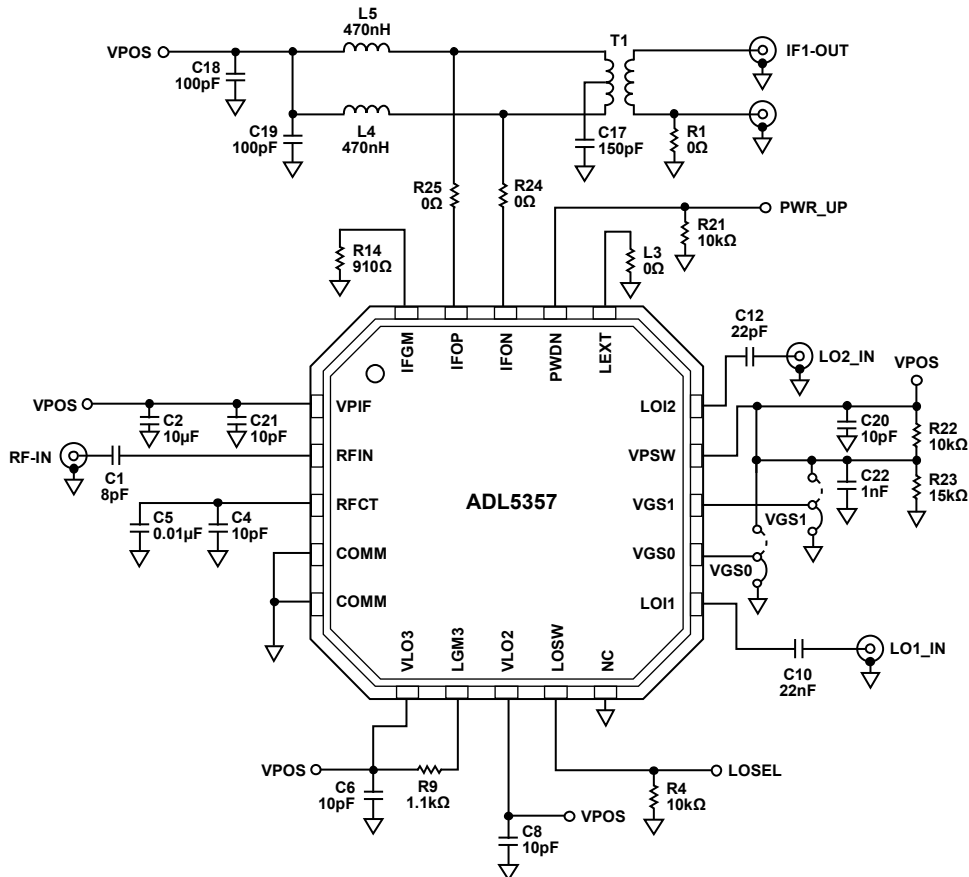 L5
470nH
T1
VPOS
IF1-OUT
C18
100pF
C19
100pF
L4
470nH
C17
150pF
R1
0Ω
R25
0Ω
R24
0Ω
PWR_UP
R21
10kΩ
R14
910Ω
L3
0Ω
IFGM
IFOP
IFON
PWDN
LEXT
C12
22pF
LO2_IN
VPOS
VPOS
C2
10µF
C21
10pF
VPIF
LOI2
C20
10pF
R22
10kΩ
RF-IN
C1
8pF
RFIN
VPSW
C22
1nF
R23
15kΩ
C5
0.01µF
C4
10pF
RFCT
ADL5357
VGS1
VGS1
COMM
VGS0
VGS0
COMM
LOI1
LO1_IN
C10
22nF
VLO3
LGM3
VLO2
LOSW
NC
VPOS
C6
10pF
R9
1.1kΩ
LOSEL
R4
10kΩ
VPOS
C8
10pF